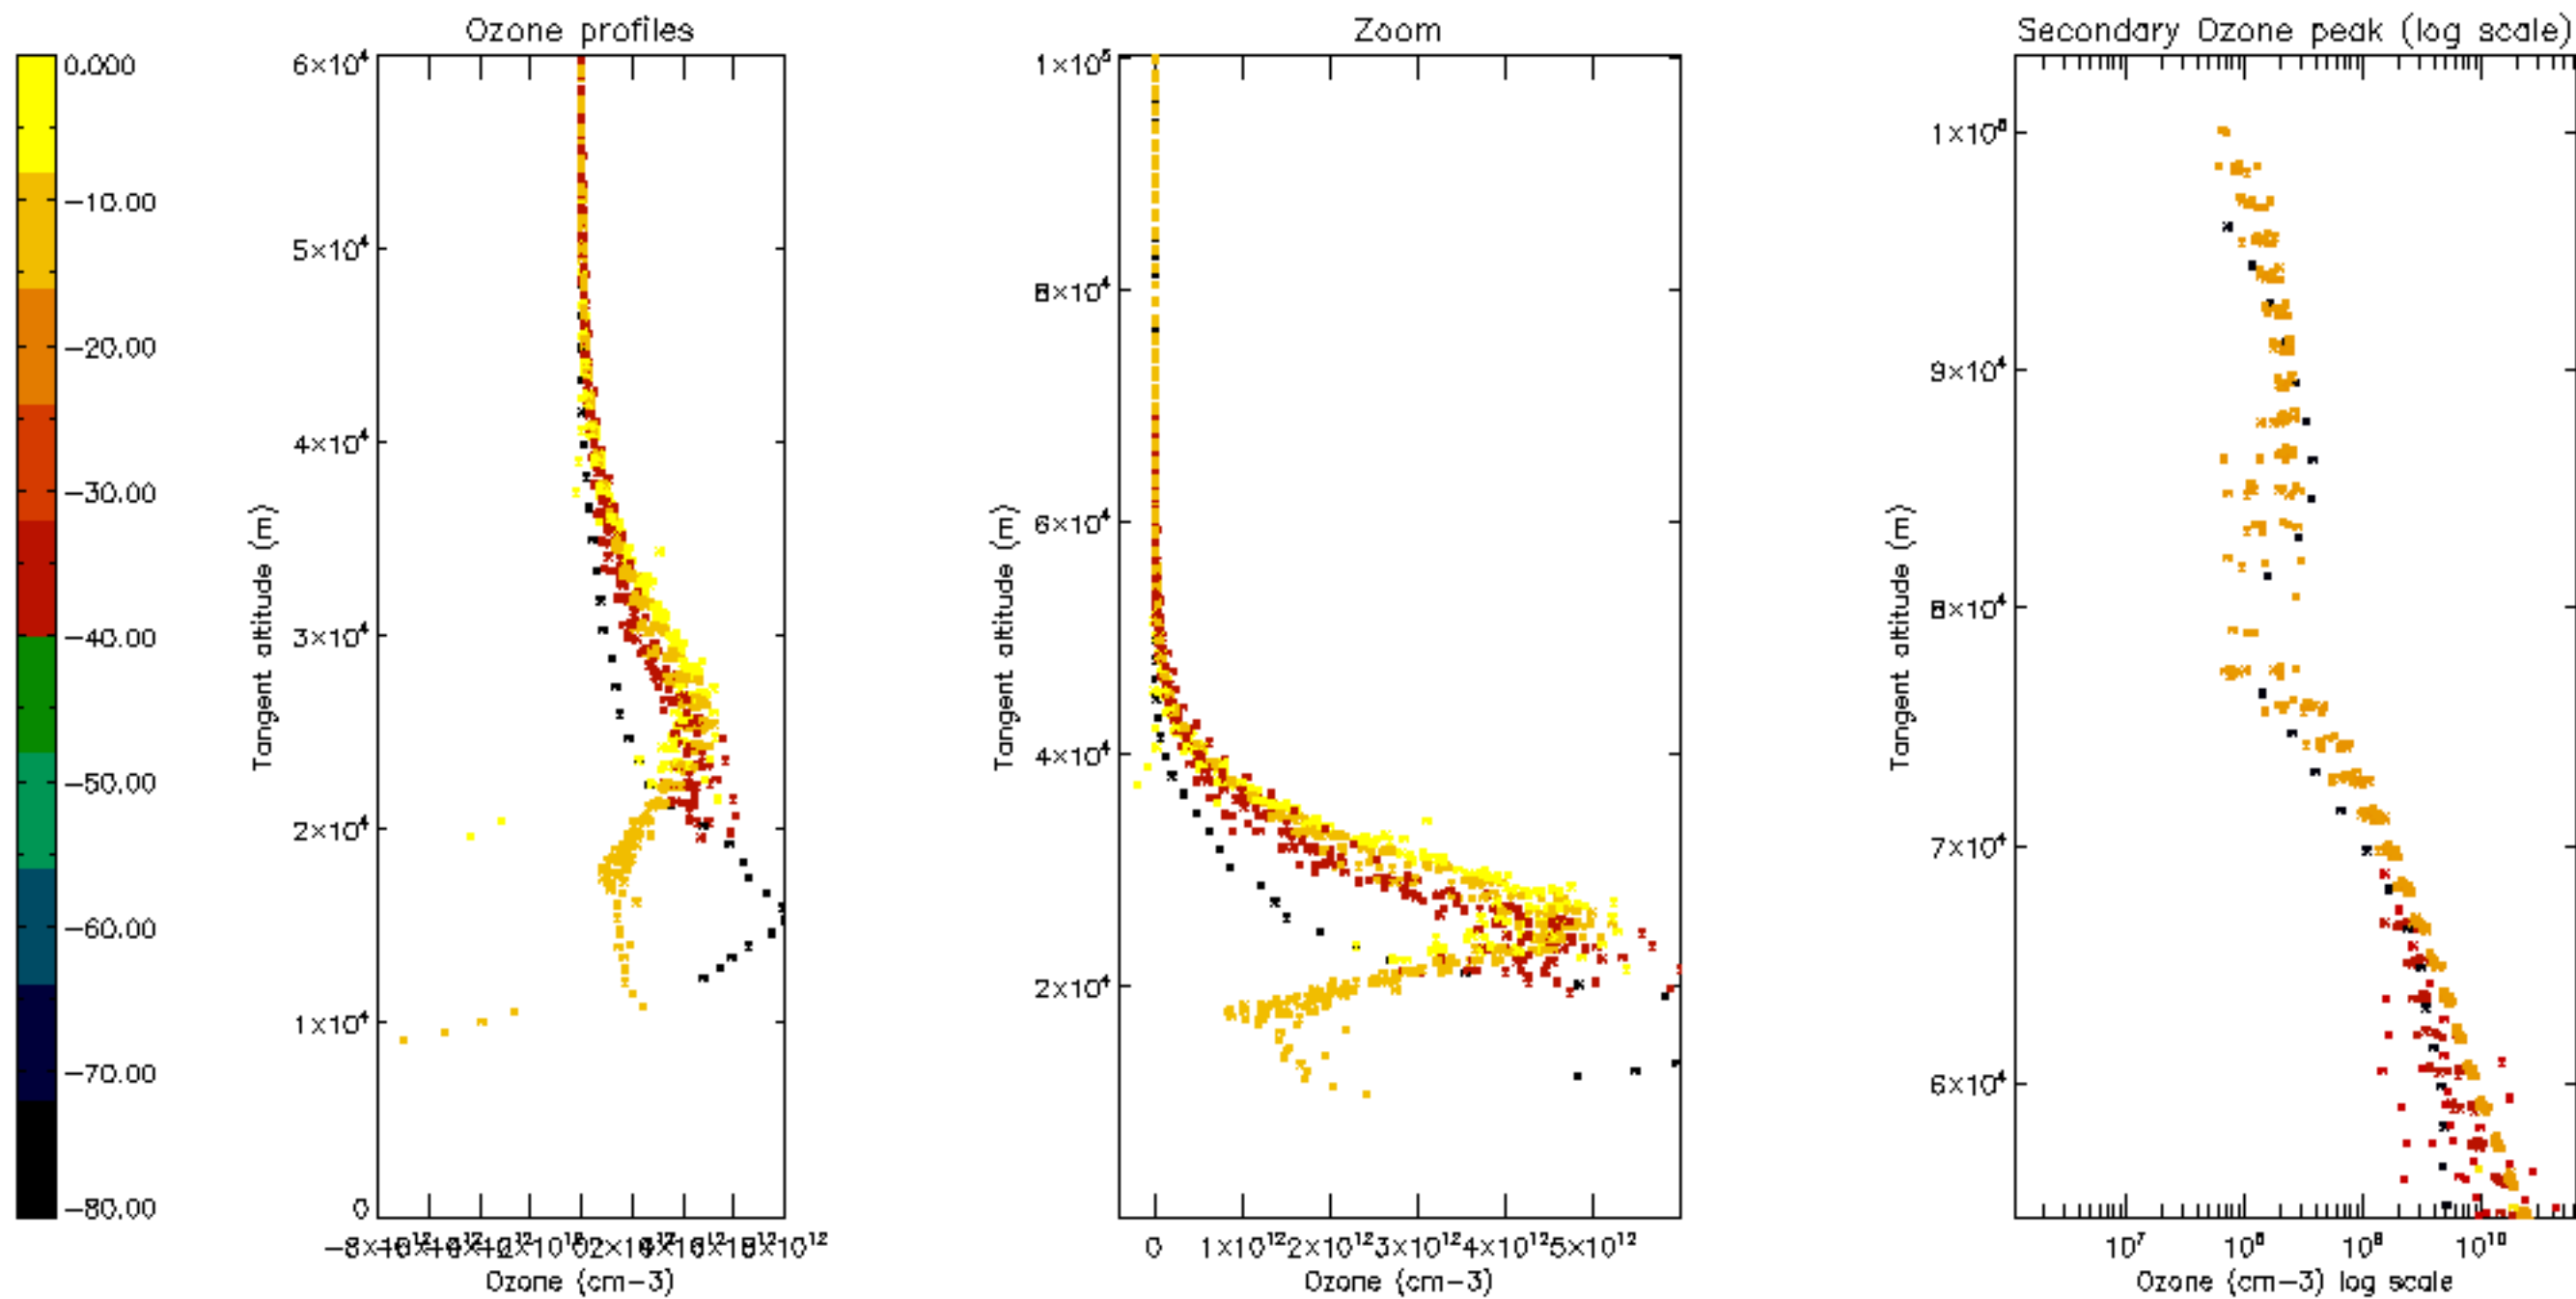 Ozone profiles
Zoom
Secondary Ozone peak (log scale)
0.000
−10.00
−20.00
−30.00
−40.00
−50.00
−60.00
−70.00
−80.00
6×10⁴
5×10⁴
4×10⁴
3×10⁴
2×10⁴
1×10⁴
0
Tangent altitude (m)
Ozone (cm−3)
1×10⁵
8×10⁴
6×10⁴
4×10⁴
2×10⁴
Tangent altitude (m)
0 1×10¹² 2×10¹² 3×10¹² 4×10¹² 5×10¹²
Ozone (cm−3)
9×10⁴
8×10⁴
7×10⁴
6×10⁴
Tangent altitude (m)
10⁷ 10⁸ 10⁹ 10¹⁰
Ozone (cm−3) log scale